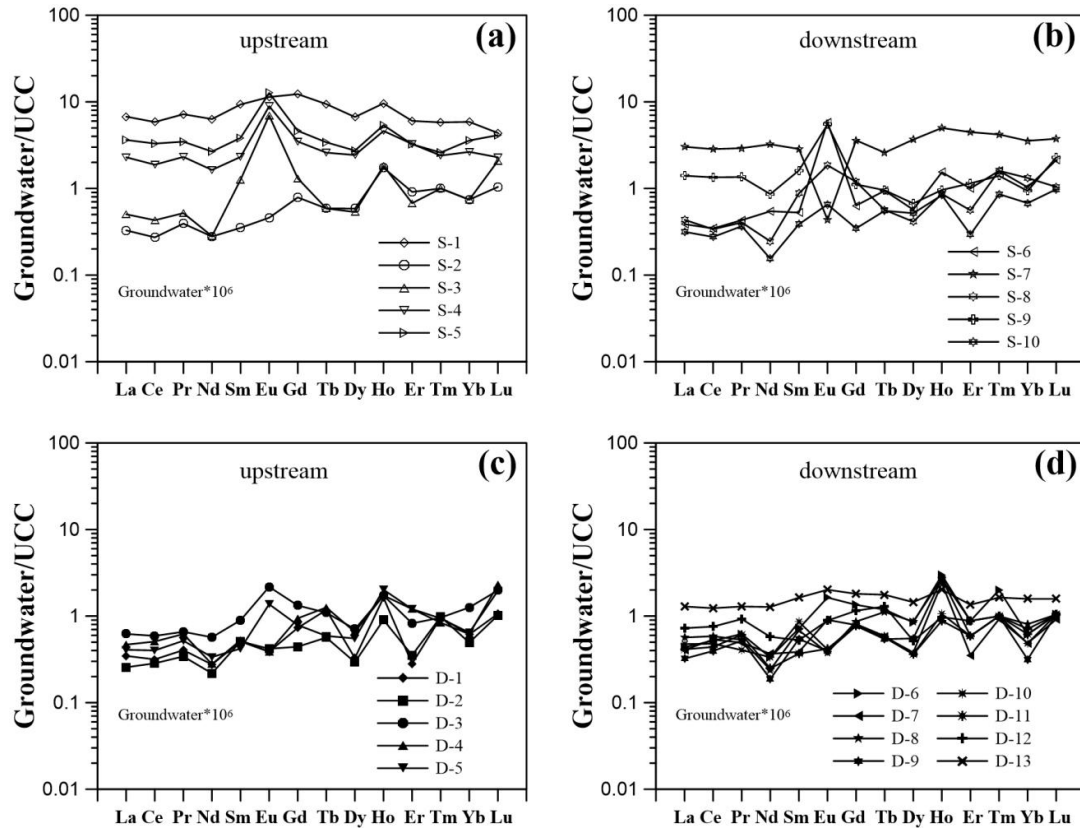 (a)
upstream
Groundwater/UCC
100
10
1
0.1
0.01
Groundwater*10⁶
S-1
S-2
S-3
S-4
S-5
La Ce Pr Nd Sm Eu Gd Tb Dy Ho Er Tm Yb Lu
(b)
downstream
Groundwater/UCC
100
10
1
0.1
0.01
Groundwater*10⁶
S-6
S-7
S-8
S-9
S-10
La Ce Pr Nd Sm Eu Gd Tb Dy Ho Er Tm Yb Lu
(c)
upstream
Groundwater/UCC
100
10
1
0.1
0.01
Groundwater*10⁶
D-1
D-2
D-3
D-4
D-5
La Ce Pr Nd Sm Eu Gd Tb Dy Ho Er Tm Yb Lu
(d)
downstream
Groundwater/UCC
100
10
1
0.1
0.01
Groundwater*10⁶
D-6 D-10
D-7 D-11
D-8 D-12
D-9 D-13
La Ce Pr Nd Sm Eu Gd Tb Dy Ho Er Tm Yb Lu